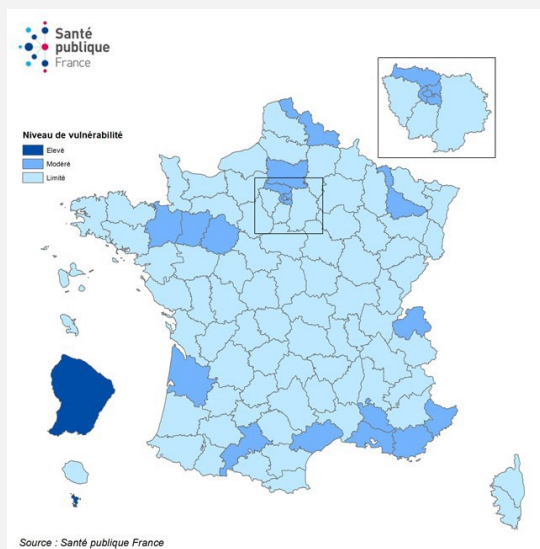 Santé
publique
France
Niveau de vulnérabilité
Elevé
Modéré
Limité
Source : Santé publique France